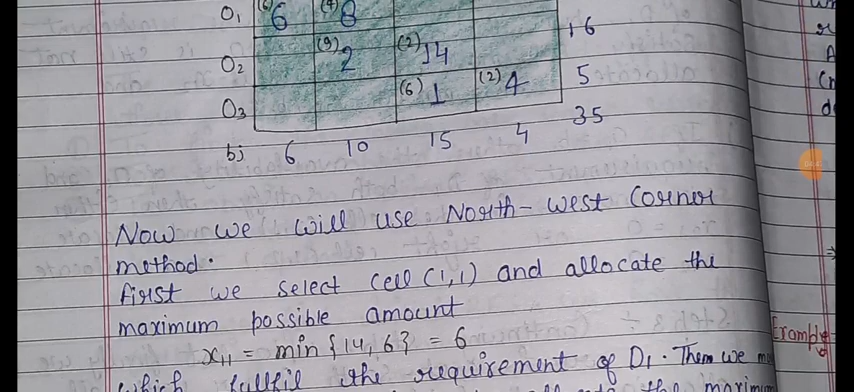 O₁ (6) 6 (4) 8
O₂ (9) 2 (2) 14 16
O₃ (6) 1 (2) 4 5
bj 6 10 15 4 35
Now we will use North-West Corner
method.
first we select cell (1,1) and allocate the
maximum possible amount
x₁₁ = min {14, 6} = 6
which fullfil the requirement of D₁. Then we
maximum
Example